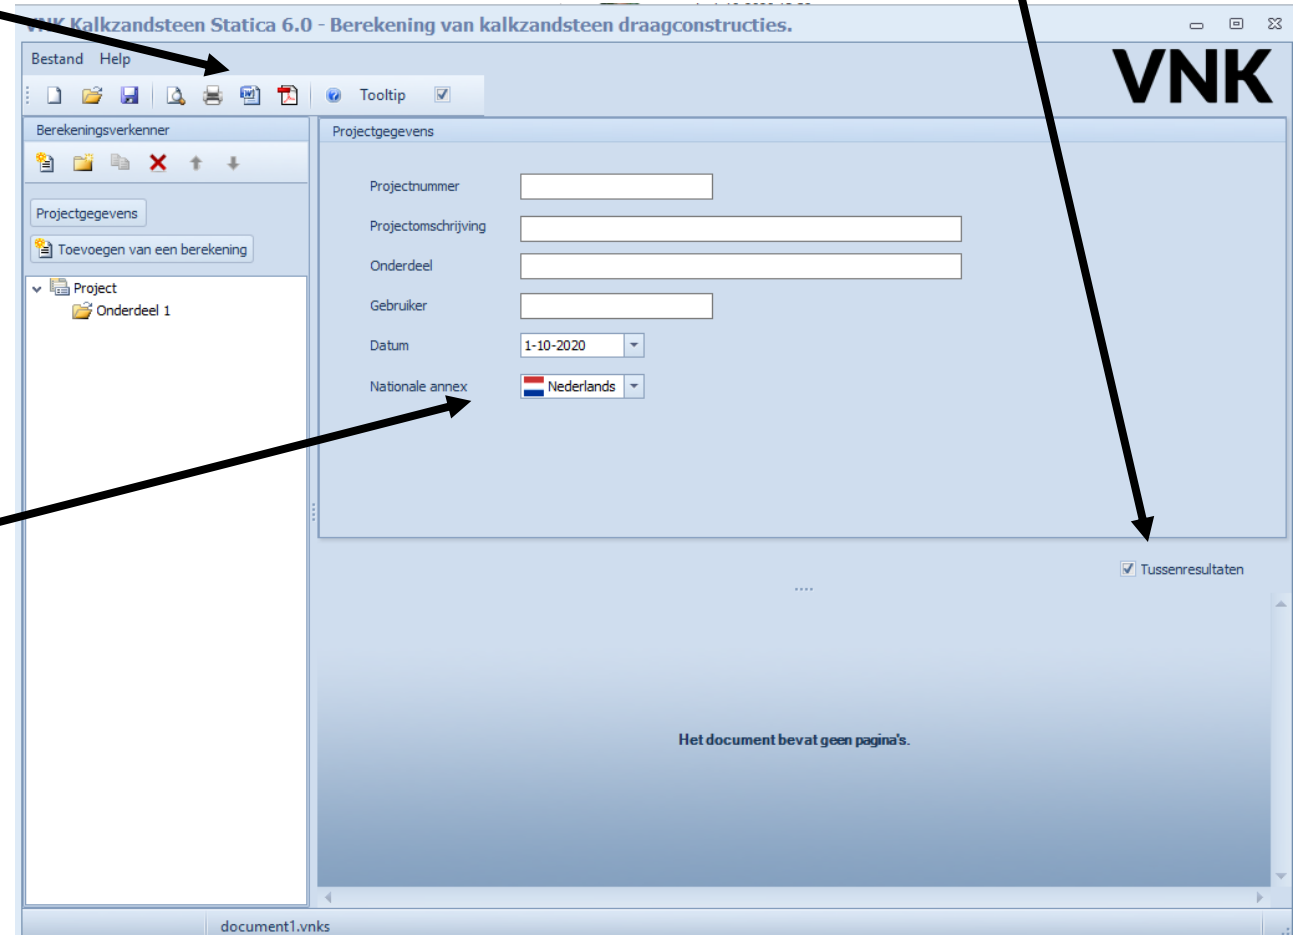 VNK Kalkzandsteen Statica 6.0 - Berekening van kalkzandsteen draagconstructies.
Bestand Help
VNK
Tooltip
Berekeningsverkenner
Projectgegevens
Projectnummer
Projectgegevens
Projectomschrijving
Toevoegen van een berekening
Onderdeel
Project
Onderdeel 1
Gebruiker
Datum 1-10-2020
Nationale annex Nederlands
Tussenresultaten
Het document bevat geen pagina's.
document1.vnks